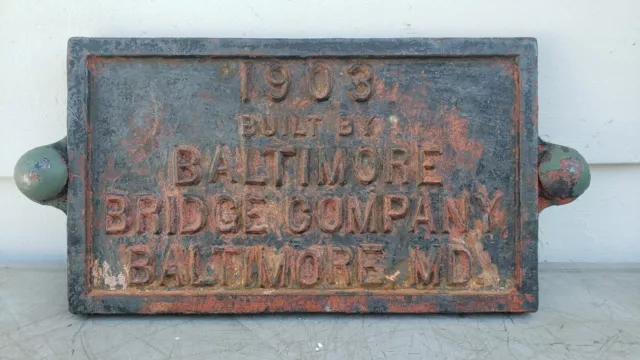 1903
BUILT BY
BALTIMORE
BRIDGE COMPANY
BALTIMORE MD.